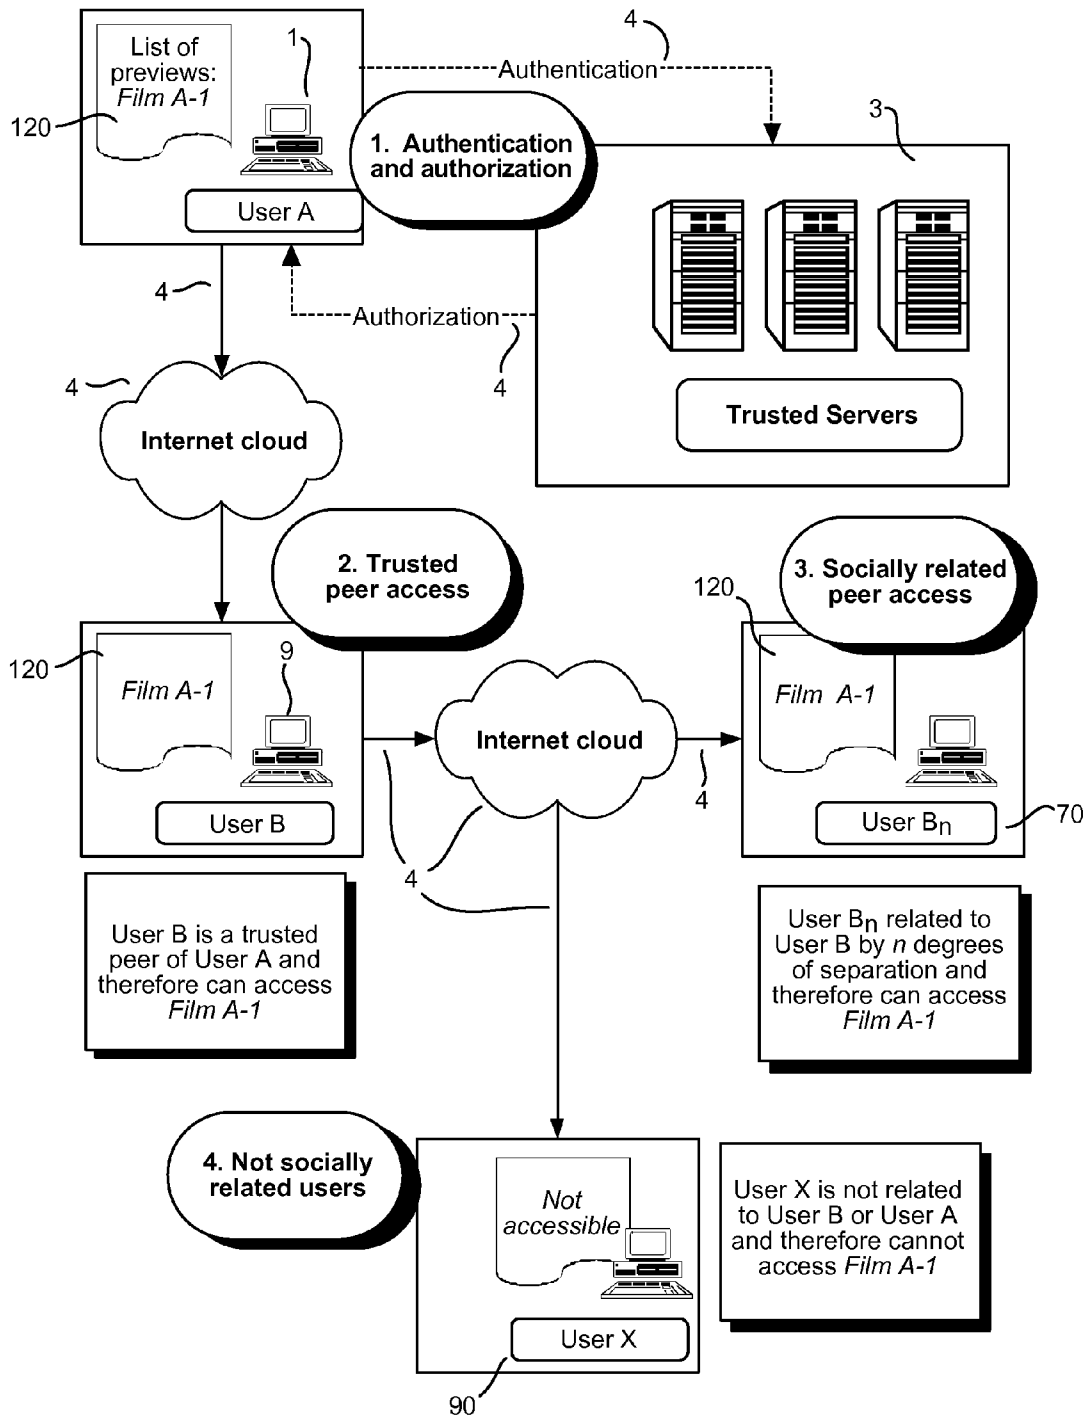 4
List of
previews:
Film A-1
1
120
Authentication
3
1. Authentication
and authorization
User A
4
Authorization
4
4
Internet cloud
Trusted Servers
2. Trusted
peer access
3. Socially related
peer access
120
120
Film A-1
9
Film A-1
Internet cloud
4
User B
User Bn
70
4
User B is a trusted
peer of User A and
therefore can access
Film A-1
User Bn related to
User B by n degrees
of separation and
therefore can access
Film A-1
4. Not socially
related users
Not
accessible
User X is not related
to User B or User A
and therefore cannot
access Film A-1
User X
90